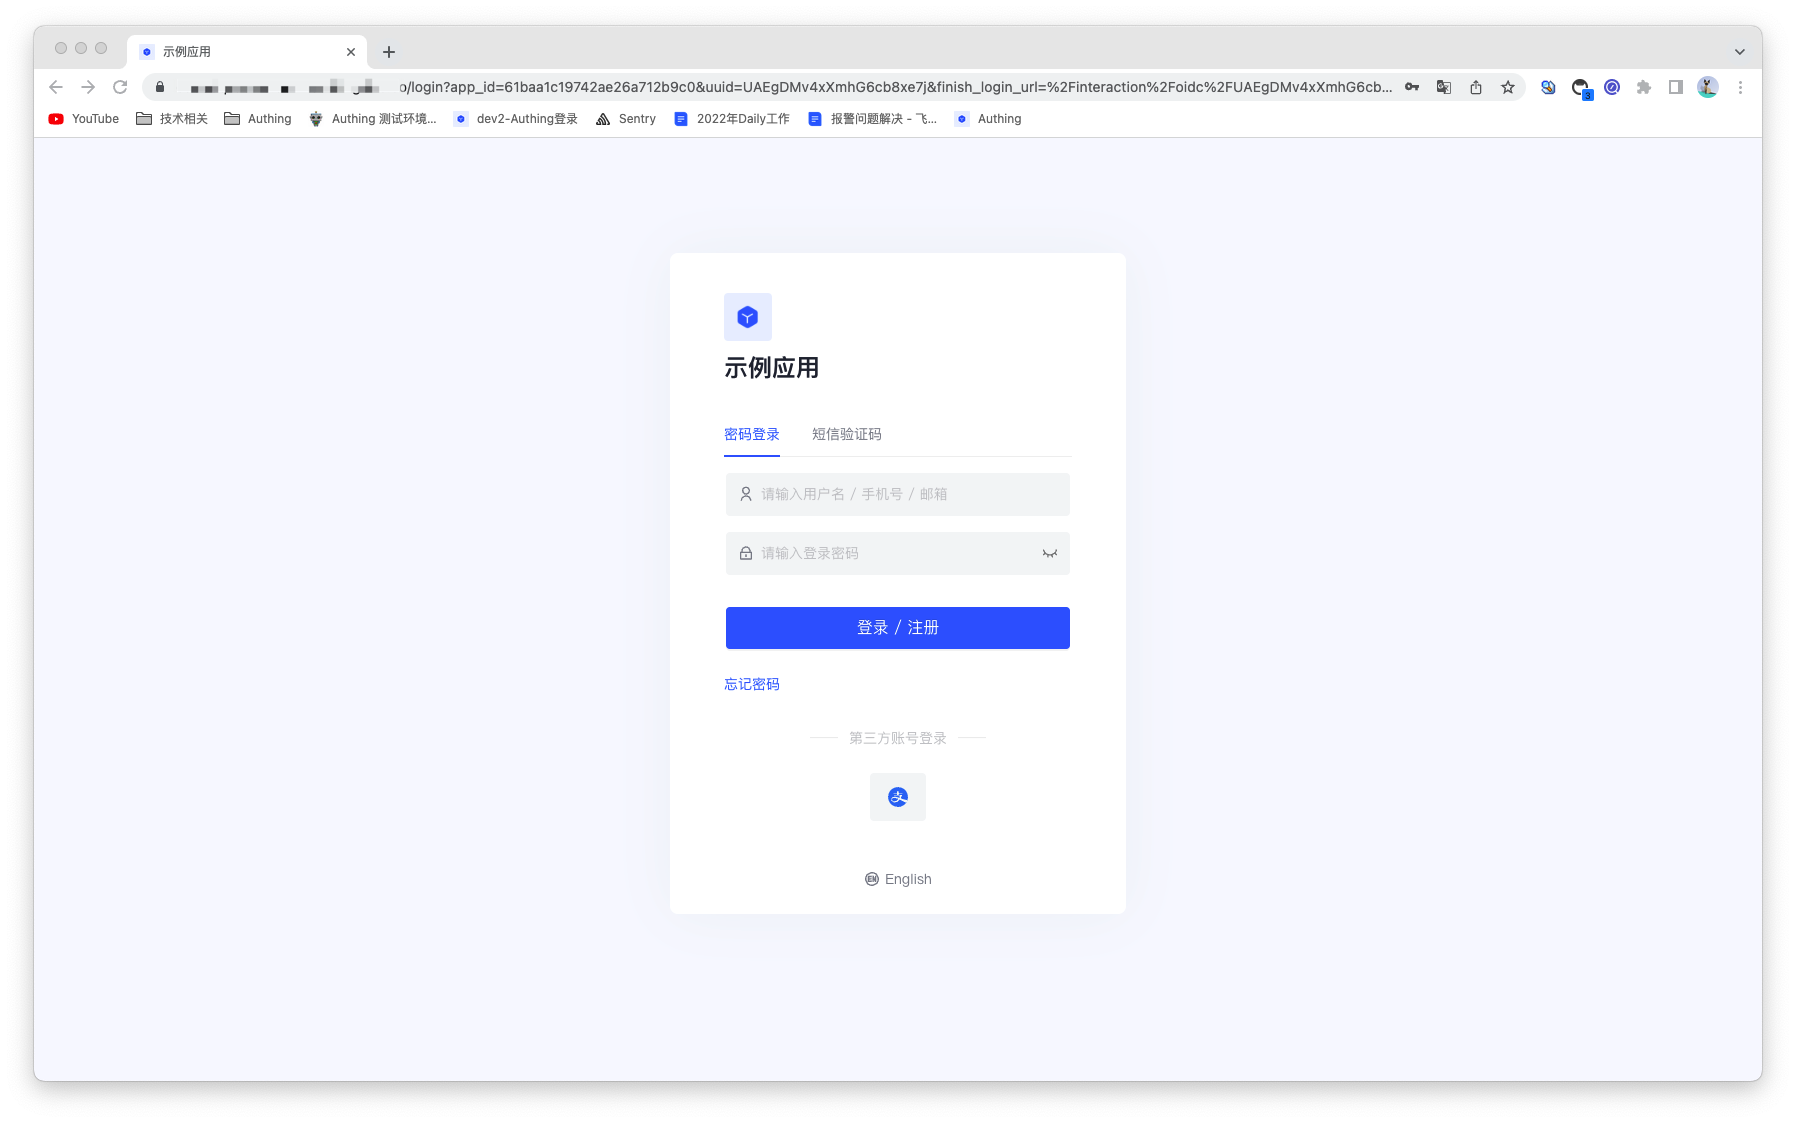 示例应用
o/login?app_id=61baa1c19742ae26a712b9c0&uuid=UAEgDMv4xXmhG6cb8xe7j&finish_login_url=%2Finteraction%2Foidc%2FUAEgDMv4xXmhG6cb...
3
YouTube 技术相关 Authing Authing 测试环境... dev2-Authing登录 Sentry 2022年Daily工作 报警问题解决 - 飞... Authing
示例应用
密码登录 短信验证码
请输入用户名 / 手机号 / 邮箱
请输入登录密码
登录 / 注册
忘记密码
第三方账号登录
支
EN English